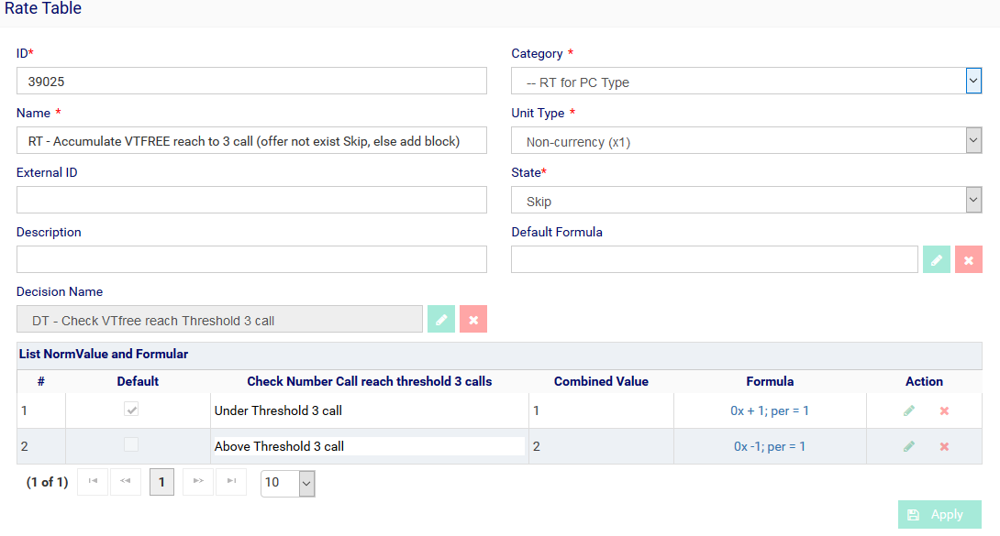 Rate Table
ID*
Category *
39025
-- RT for PC Type
Name *
Unit Type *
RT - Accumulate VTFREE reach to 3 call (offer not exist Skip, else add block)
Non-currency (x1)
External ID
State*
Skip
Description
Default Formula
Decision Name
DT - Check VTfree reach Threshold 3 call
List NormValue and Formular
# Default Check Number Call reach threshold 3 calls Combined Value Formula Action
1 Under Threshold 3 call 1 0x + 1; per = 1
2 Above Threshold 3 call 2 0x -1; per = 1
(1 of 1) 1 10
Apply